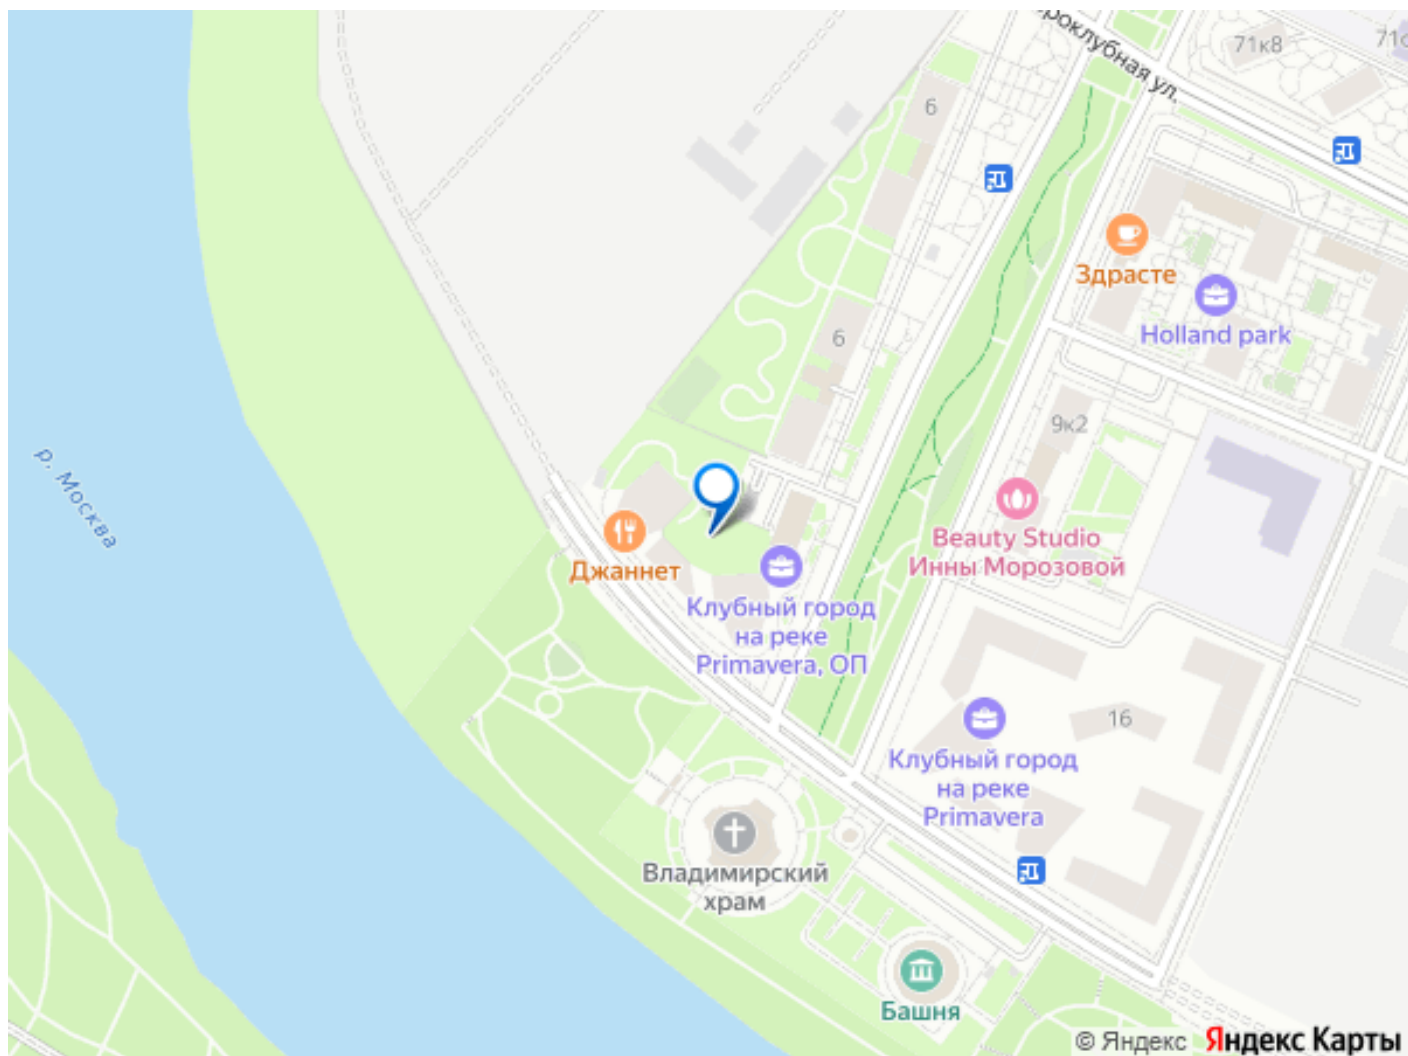 71к8
роклубная ул.
6
Здрасте
Holland park
6
9к2
р. Москва
Beauty Studio
Инны Морозовой
Джаннет
Клубный город
на реке
Primavera, ОП
16
Клубный город
на реке
Primavera
Владимирский
храм
Башня
© Яндекс Яндекс Карты